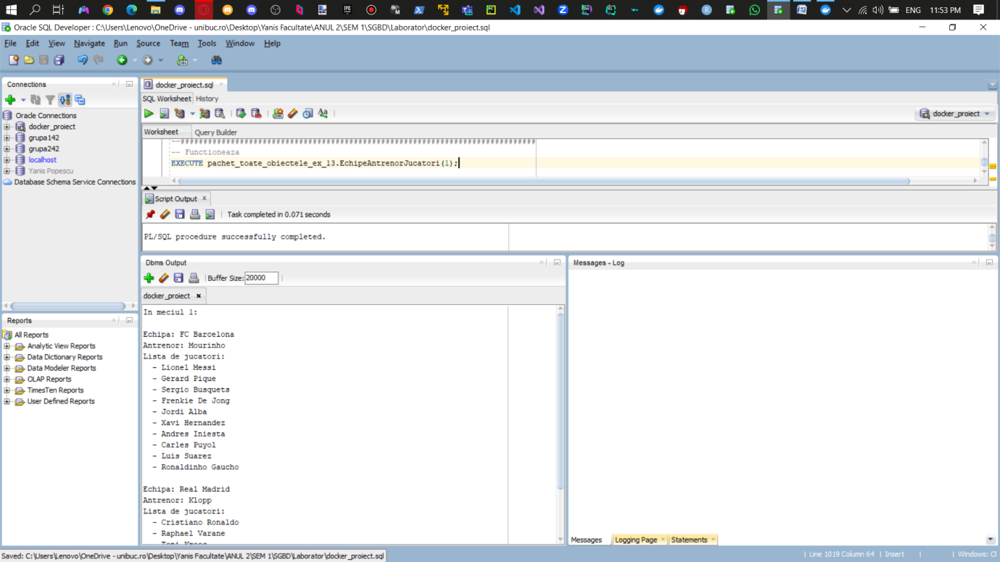 ENG 11:53 PM
Oracle SQL Developer : C:\Users\Lenovo\OneDrive - unibuc.ro\Desktop\Yanis Facultate\ANUL 2\SEM 1\SGBD\Laborator\docker_proiect.sql
File Edit View Navigate Run Source Team Tools Window Help
Connections
Oracle Connections
docker_proiect
grupa142
grupa242
localhost
Yanis Popescu
Database Schema Service Connections
Reports
All Reports
Analytic View Reports
Data Dictionary Reports
Data Modeler Reports
OLAP Reports
TimesTen Reports
User Defined Reports
docker_proiect.sql
SQL Worksheet History
docker_proiect
Worksheet Query Builder
-- Functioneaza
EXECUTE pachet_toate_obiectele_ex_13.EchipeAntrenorJucatori(1);
Script Output
Task completed in 0.071 seconds
PL/SQL procedure successfully completed.
Dbms Output
Buffer Size: 20000
docker_proiect
In meciul 1:
Echipa: FC Barcelona
Antrenor: Mourinho
Lista de jucatori:
- Lionel Messi
- Gerard Pique
- Sergio Busquets
- Frenkie De Jong
- Jordi Alba
- Xavi Hernandez
- Andres Iniesta
- Carles Puyol
- Luis Suarez
- Ronaldinho Gaucho
Echipa: Real Madrid
Antrenor: Klopp
Lista de jucatori:
- Cristiano Ronaldo
- Raphael Varane
Messages - Log
Messages Logging Page Statements
Saved: C:\Users\Lenovo\OneDrive - unibuc.ro\Desktop\Yanis Facultate\ANUL 2\SEM 1\SGBD\Laborator\docker_proiect.sql
Line 1019 Column 64 | Insert | | Windows: CF